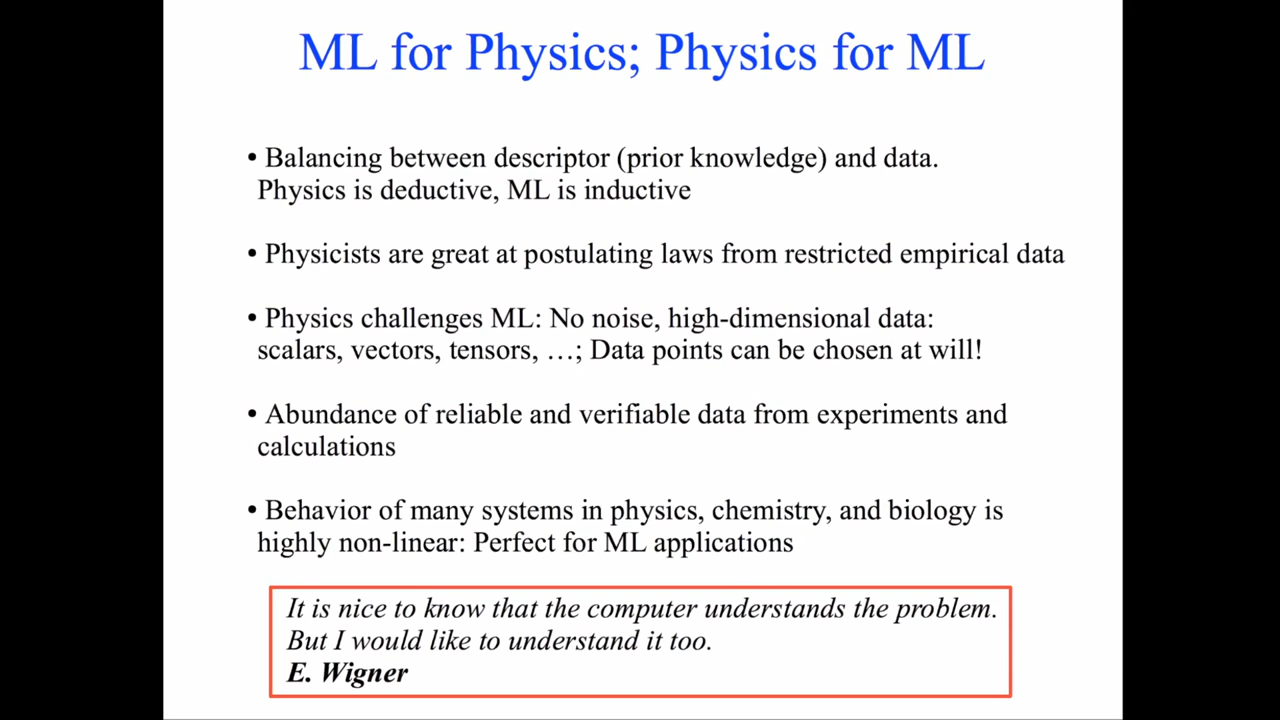 ML for Physics; Physics for ML
• Balancing between descriptor (prior knowledge) and data.
Physics is deductive, ML is inductive
• Physicists are great at postulating laws from restricted empirical data
• Physics challenges ML: No noise, high-dimensional data:
scalars, vectors, tensors, …; Data points can be chosen at will!
• Abundance of reliable and verifiable data from experiments and
calculations
• Behavior of many systems in physics, chemistry, and biology is
highly non-linear: Perfect for ML applications
It is nice to know that the computer understands the problem.
But I would like to understand it too.
E. Wigner